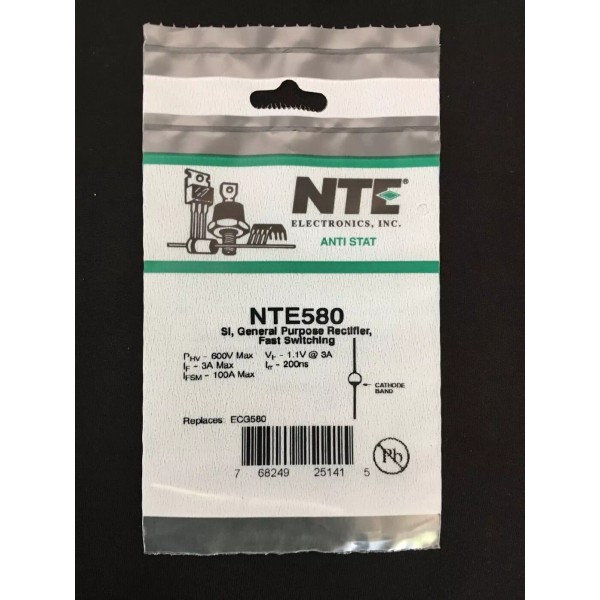 NTE®
ELECTRONICS, INC.
ANTI STAT
NTE580
SI, General Purpose Rectifier,
Fast Switching
PHV - 600V Max VF - 1.1V @ 3A
IF - 3A Max trr - 200ns
IFSM - 100A Max
CATHODE
BAND
Replaces: ECG580
7 68249 25141 5
Pb